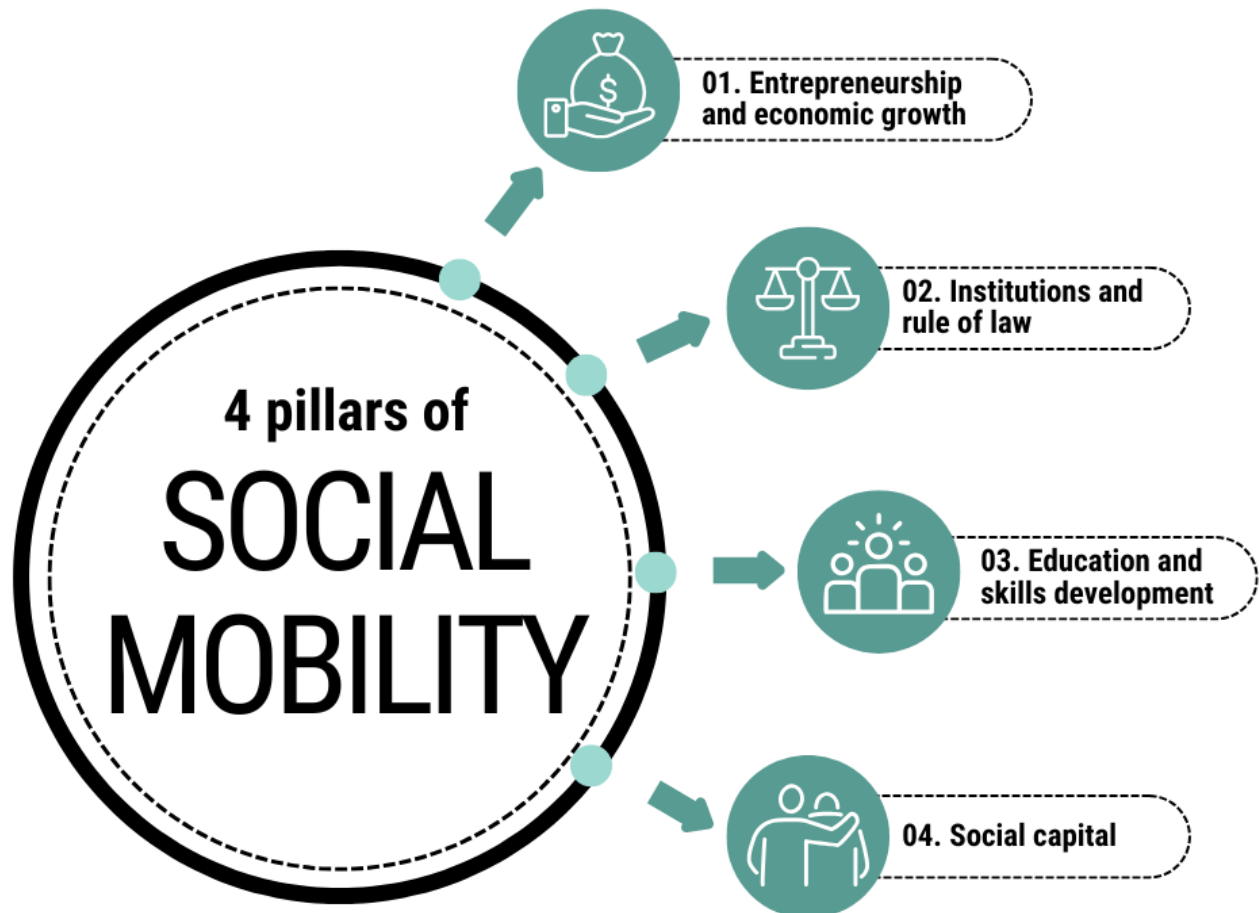 4 pillars of
SOCIAL
MOBILITY
$
01. Entrepreneurship
and economic growth
02. Institutions and
rule of law
03. Education and
skills development
04. Social capital